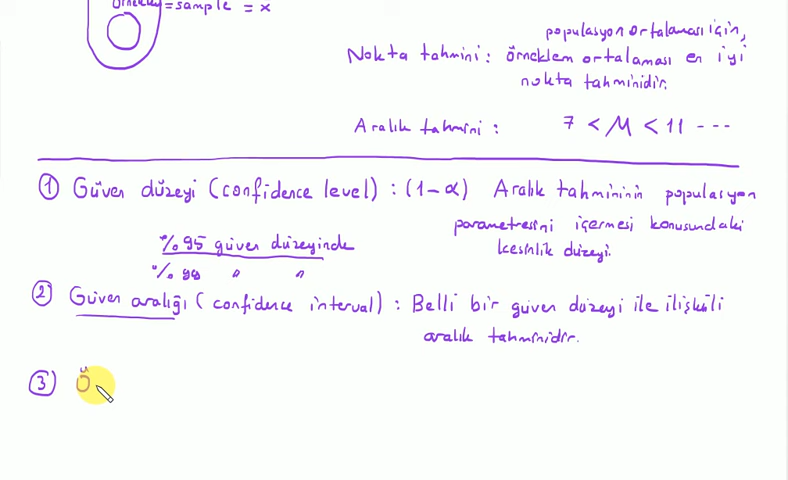 örneklem = sample = x
populasyon ortalaması için,
Nokta tahmini : örneklem ortalaması en iyi
nokta tahminidir.
Aralık tahmini : 7 < M < 11 ---
① Güven düzeyi (confidence level) : (1-α) Aralık tahmininin populasyon
parametresini içermesi konusundaki
kesinlik düzeyi.
% 95 güven düzeyinde
% 99 " "
② Güven aralığı ( confidence interval) : Belli bir güven düzeyi ile ilişkili
aralık tahminidir.
③ Ö